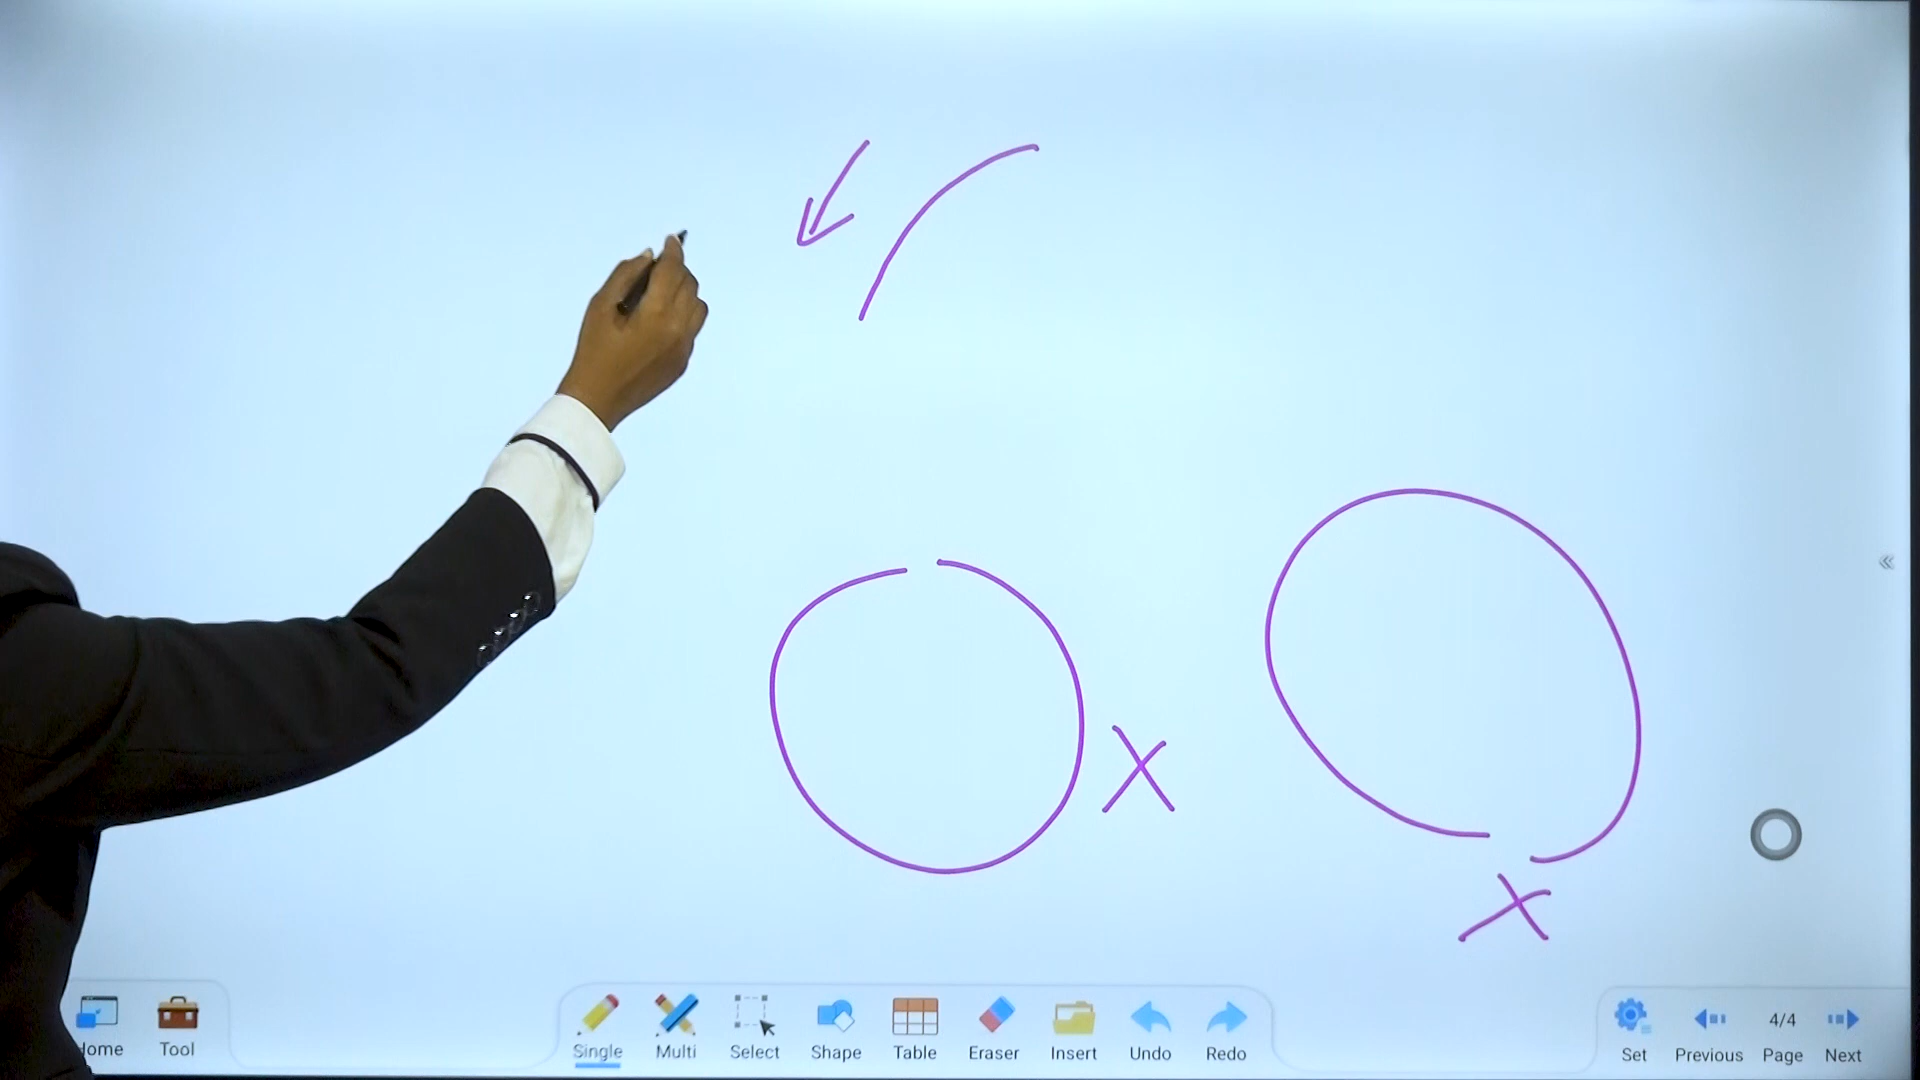 X
X
Home
Tool
Single
Multi
Select
Shape
Table
Eraser
Insert
Undo
Redo
Set
Previous
4/4
Page
Next